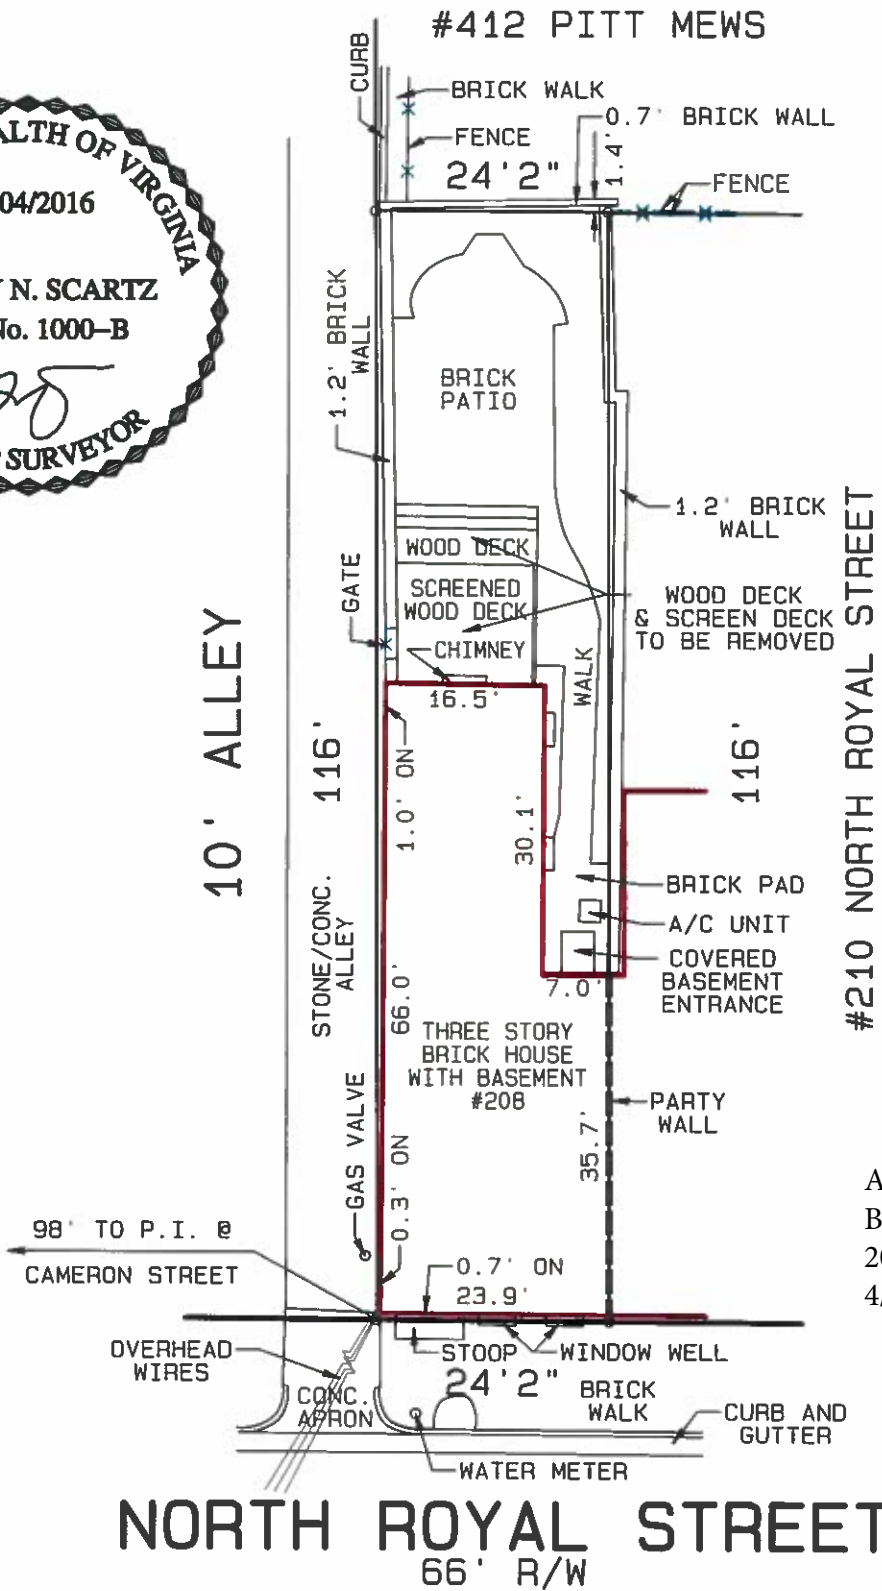 #412 PITT MEWS
CURB
BRICK WALK
0.7' BRICK WALL
FENCE
24'2"
1.4'
FENCE
ALTH OF VIRGINIA
04/2016
N. SCARTZ
No. 1000-B
SURVEYOR
1.2' BRICK
WALL
BRICK
PATIO
1.2' BRICK
WALL
WOOD DECK
SCREENED
WOOD DECK
WOOD DECK
& SCREEN DECK
TO BE REMOVED
GATE
CHIMNEY
16.5'
WALK
10' ALLEY
116'
1.0' ON
30.1'
116'
#210 NORTH ROYAL STREET
BRICK PAD
A/C UNIT
COVERED
BASEMENT
ENTRANCE
STONE/CONC.
ALLEY
66.0'
7.0'
THREE STORY
BRICK HOUSE
WITH BASEMENT
#208
GAS VALVE
PARTY
WALL
35.7'
0.3' ON
A
B
20
4/
98' TO P.I. @
CAMERON STREET
0.7' ON
23.9'
OVERHEAD
WIRES
STOOP
WINDOW WELL
24'2"
BRICK
WALK
CONC.
APRON
CURB AND
GUTTER
WATER METER
NORTH ROYAL STREET
66' R/W